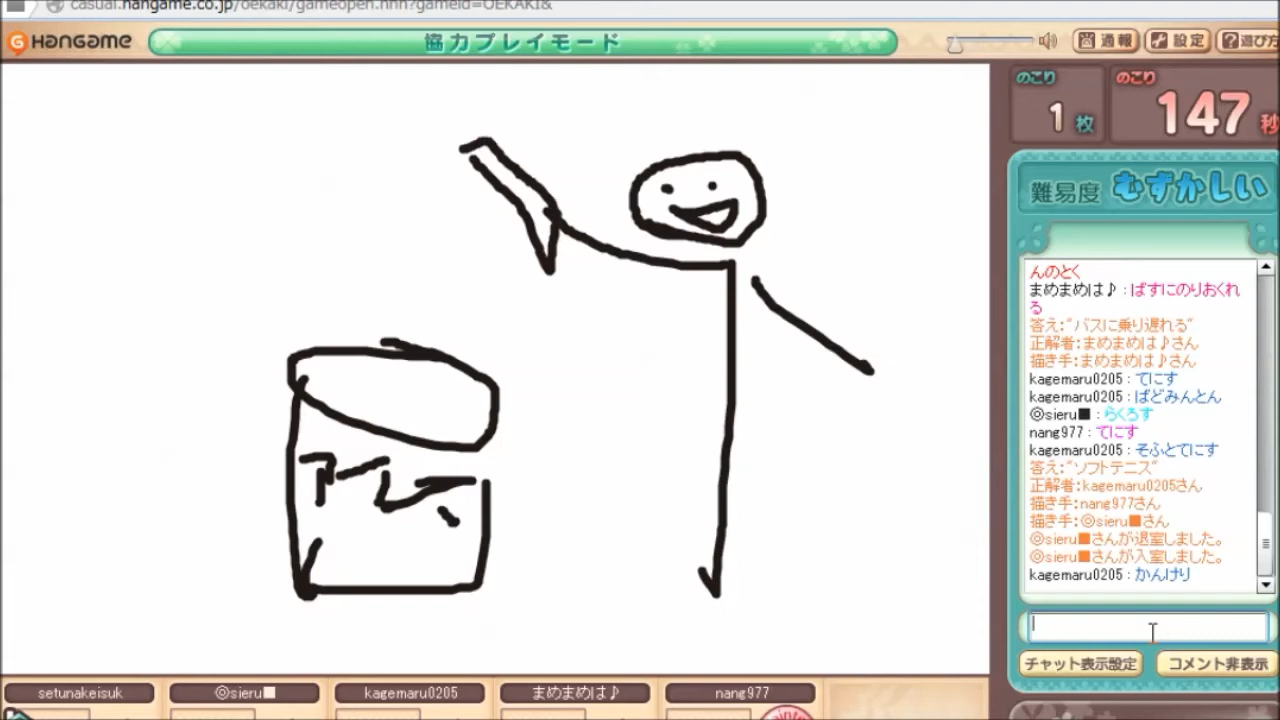 casual.hangame.co.jp/oekaki/gameopen.nhn?gameid=OEKAKI&
HANGAME
協力プレイモード
通報
設定
遊び方
のこり
1枚
のこり
147秒
難易度 むずかしい
んのとく
まめまめは♪:ばすにのりおくれ
る
答え:"バスに乗り遅れる"
正解者:まめまめは♪さん
描き手:まめまめは♪さん
kagemaru0205:てにす
kagemaru0205:ばどみんとん
◎sieru■:らくろす
nang977:てにす
kagemaru0205:そふとてにす
答え:"ソフトテニス"
正解者:kagemaru0205さん
描き手:nang977さん
描き手:◎sieru■さん
◎sieru■さんが退室しました。
◎sieru■さんが入室しました。
kagemaru0205:かんけり
チャット表示設定
コメント非表示
setunakeisuk
◎sieru■
kagemaru0205
まめまめは♪
nang977